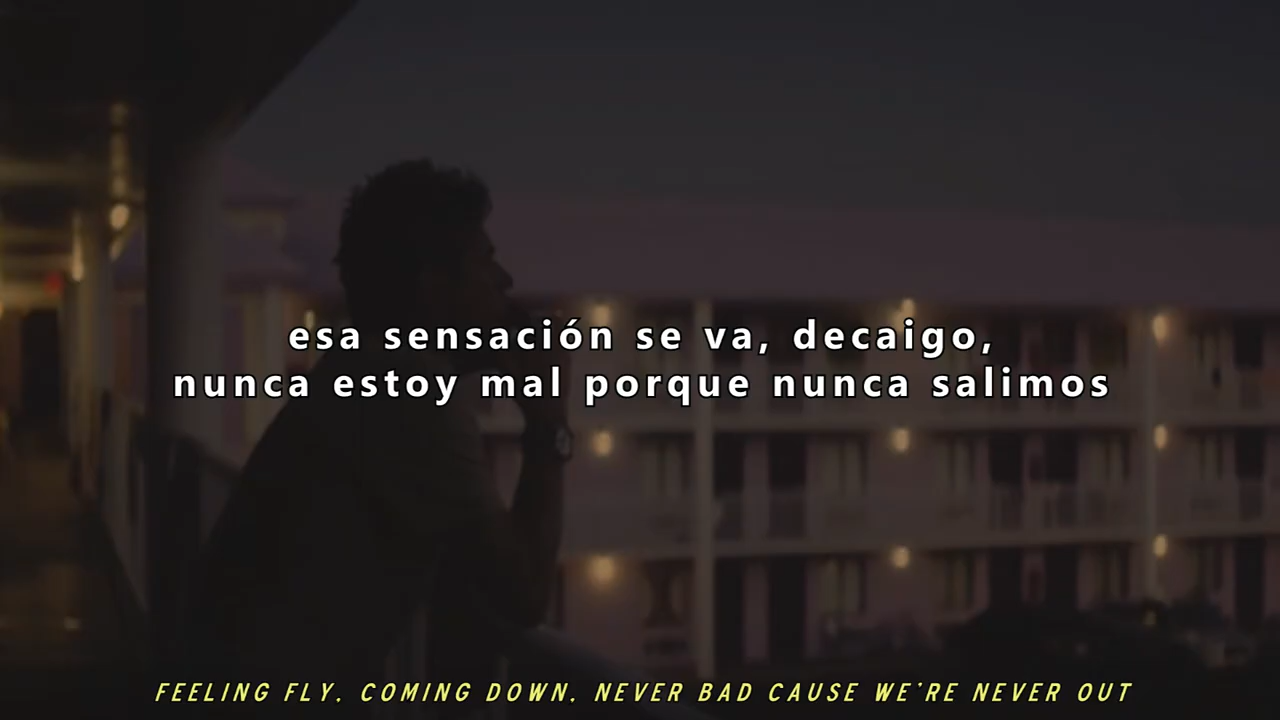 esa sensación se va, decaigo,
nunca estoy mal porque nunca salimos
FEELING FLY, COMING DOWN, NEVER BAD CAUSE WE'RE NEVER OUT